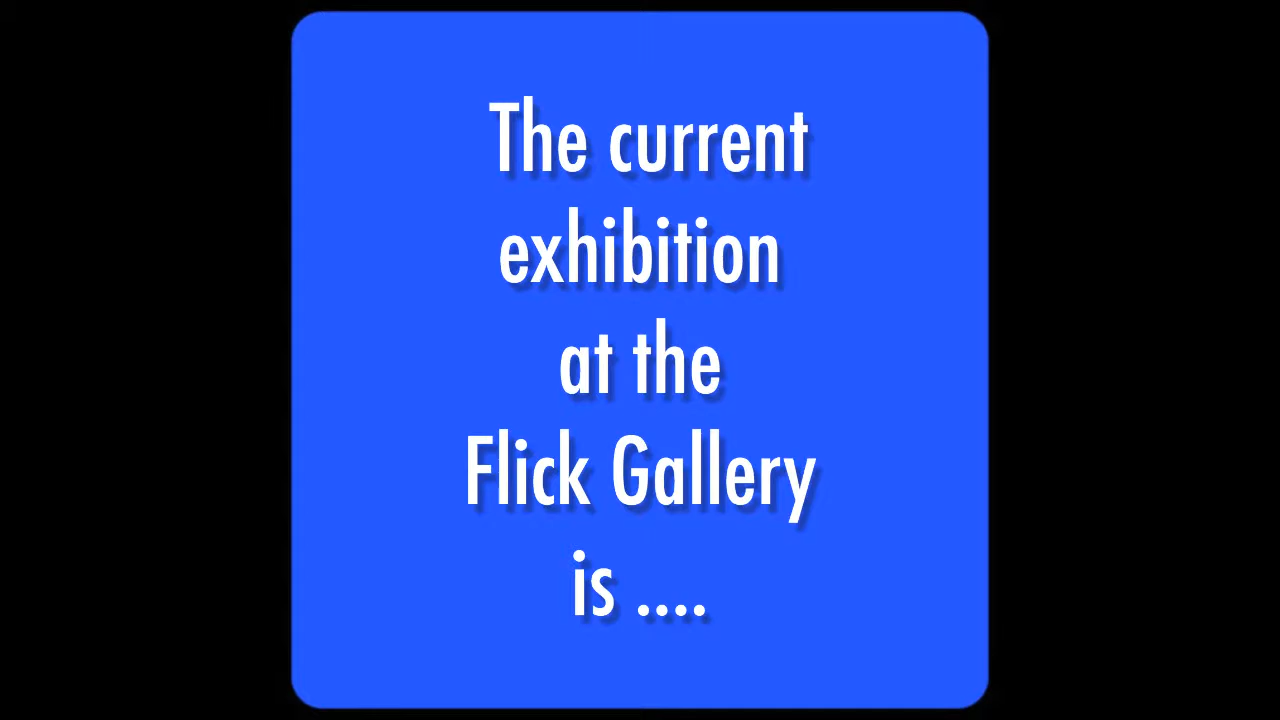 The current
exhibition
at the
Flick Gallery
is ....